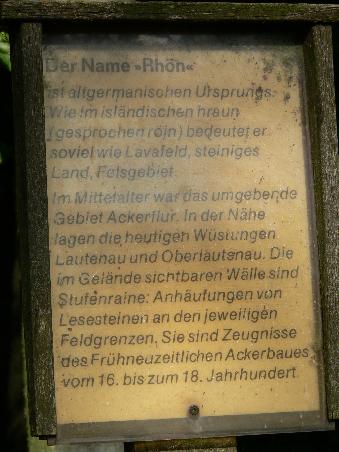 Der Name »Rhön«
ist altgermanischen Ursprungs.
Wie im isländischen hraun
(gesprochen röin) bedeutet er
soviel wie Lavafeld, steiniges
Land, Felsgebiet.
Im Mittelalter war das umgebende
Gebiet Ackerflur. In der Nähe
lagen die heutigen Wüstungen
Lautenau und Oberlautenau. Die
im Gelände sichtbaren Wälle sind
Stufenraine: Anhäufungen von
Lesesteinen an den jeweiligen
Feldgrenzen. Sie sind Zeugnisse
des Frühneuzeitlichen Ackerbaues
vom 16. bis zum 18. Jahrhundert.